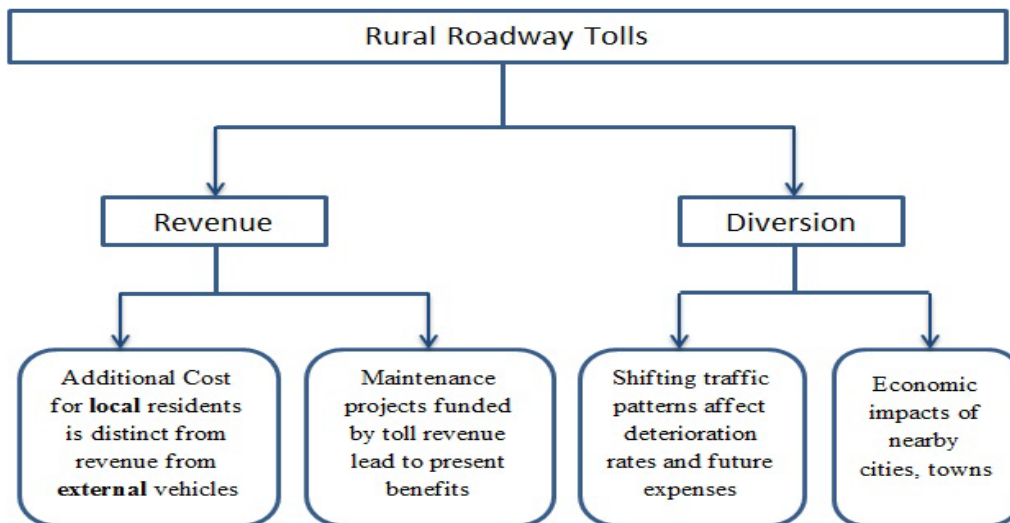 Rural Roadway Tolls
Revenue
Diversion
Additional Cost
for local residents
is distinct from
revenue from
external vehicles
Maintenance
projects funded
by toll revenue
lead to present
benefits
Shifting traffic
patterns affect
deterioration
rates and future
expenses
Economic
impacts of
nearby
cities, towns